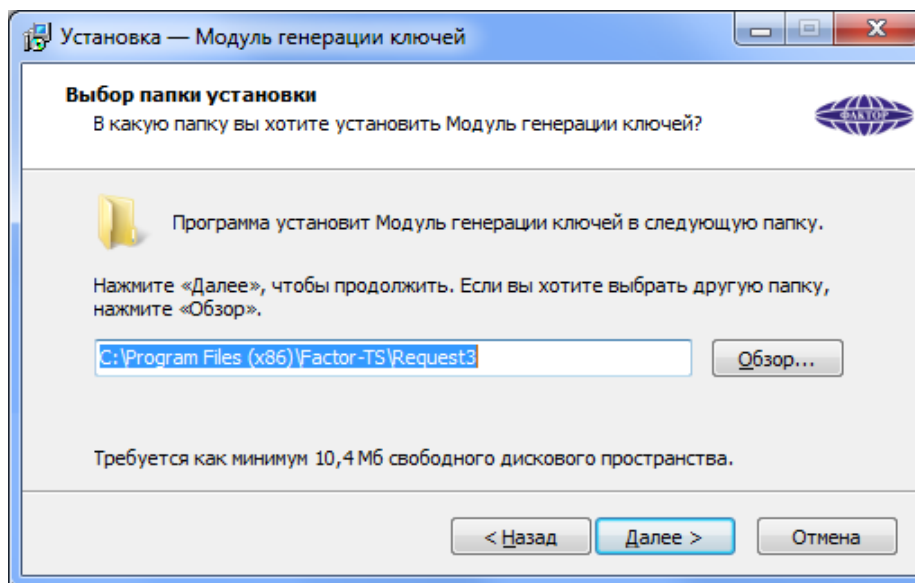 Установка — Модуль генерации ключей
Выбор папки установки
В какую папку вы хотите установить Модуль генерации ключей?
ФАКТОР
Программа установит Модуль генерации ключей в следующую папку.
Нажмите «Далее», чтобы продолжить. Если вы хотите выбрать другую папку,
нажмите «Обзор».
C:\Program Files (x86)\Factor-TS\Request3
Обзор...
Требуется как минимум 10,4 Мб свободного дискового пространства.
< Назад
Далее >
Отмена